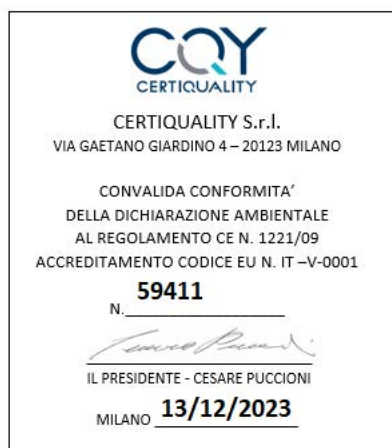 CQY
CERTIQUALITY
CERTIQUALITY S.r.l.
VIA GAETANO GIARDINO 4 – 20123 MILANO
CONVALIDA CONFORMITA’
DELLA DICHIARAZIONE AMBIENTALE
AL REGOLAMENTO CE N. 1221/09
ACCREDITAMENTO CODICE EU N. IT –V-0001
N. 59411
IL PRESIDENTE - CESARE PUCCIONI
MILANO 13/12/2023